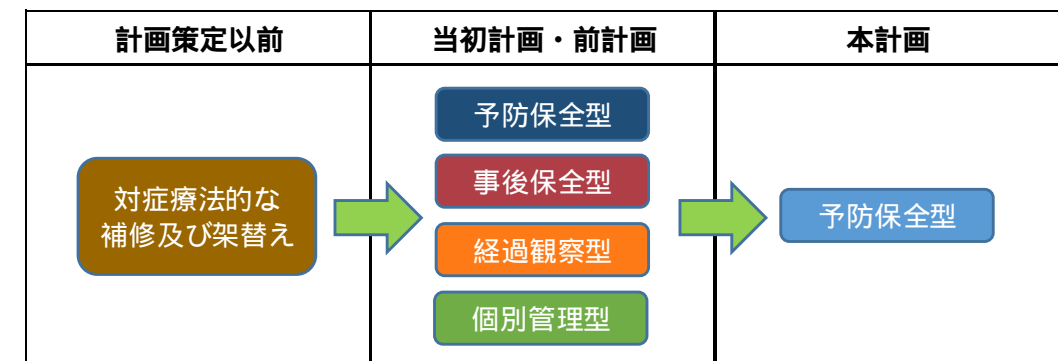 計画策定以前
当初計画・前計画
本計画
対症療法的な
補修及び架替え
予防保全型
事後保全型
経過観察型
個別管理型
予防保全型